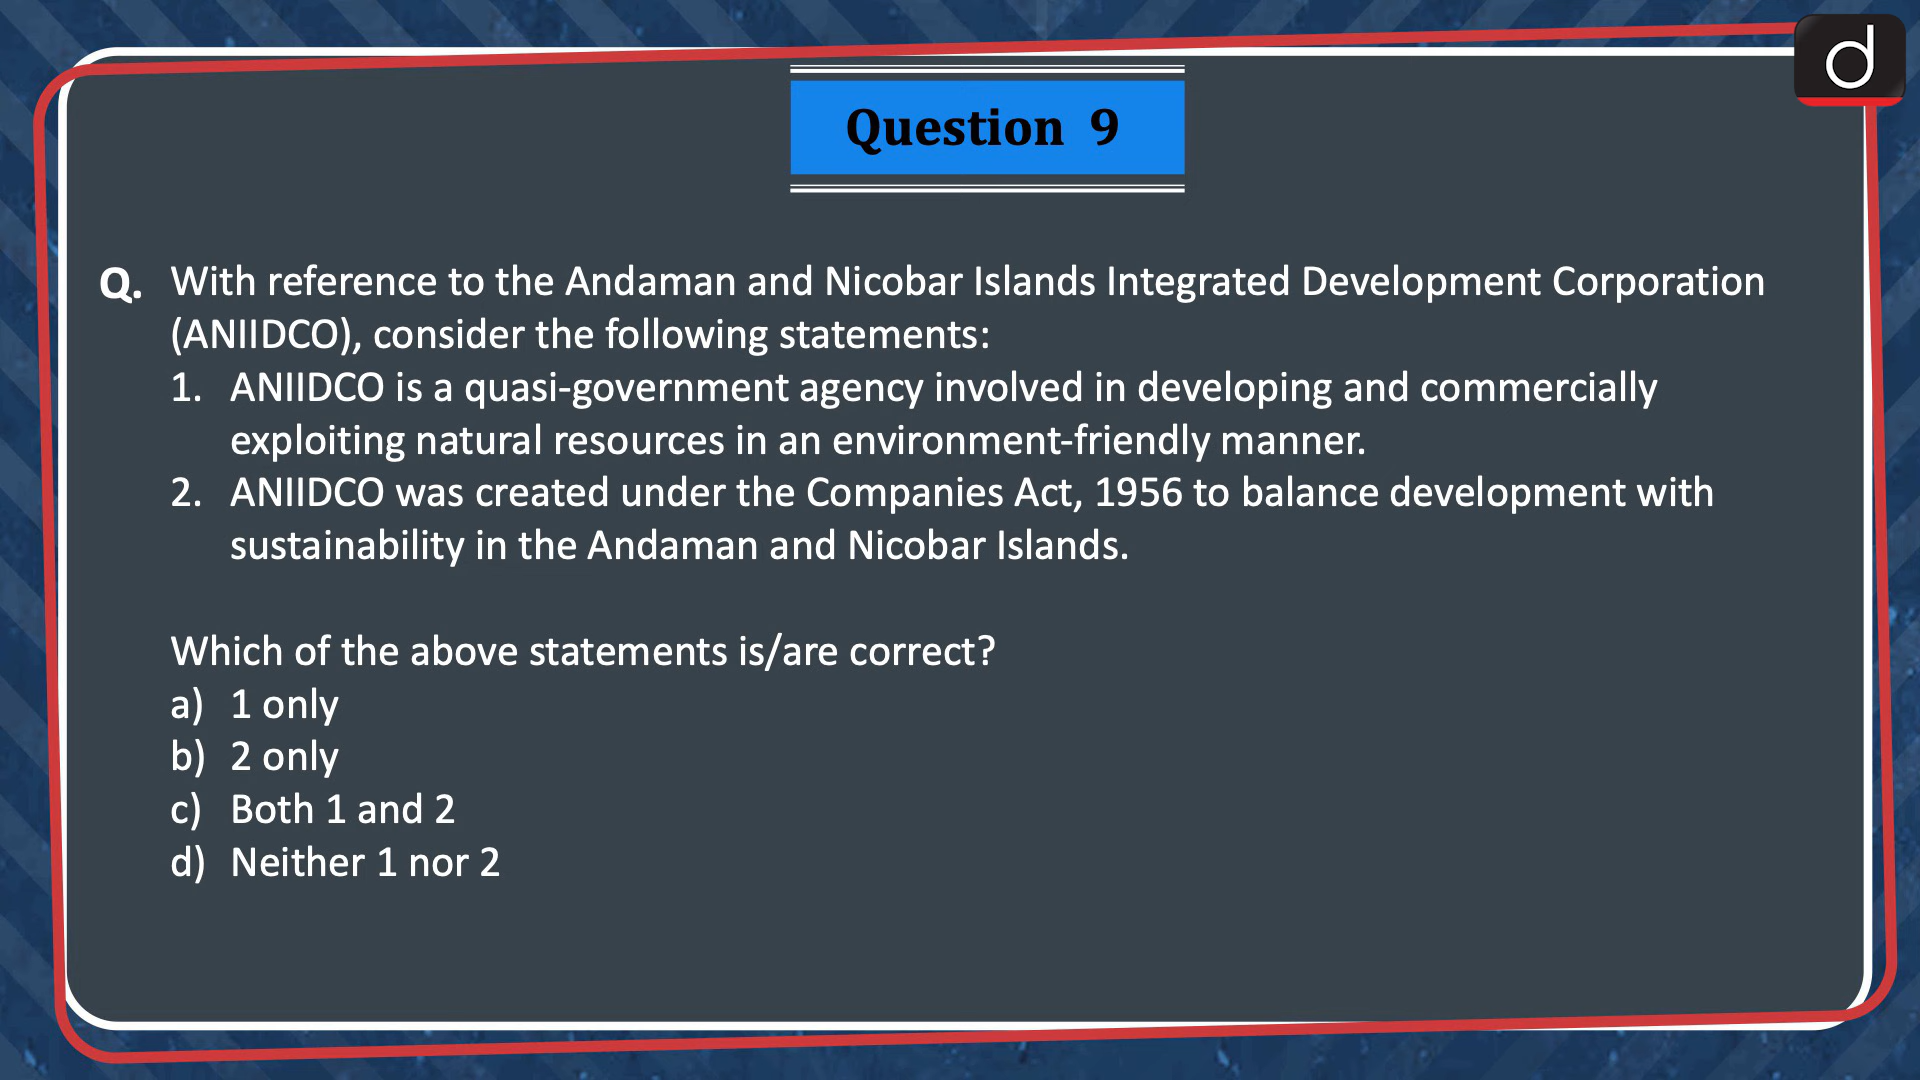 d
Question 9
Q. With reference to the Andaman and Nicobar Islands Integrated Development Corporation
(ANIIDCO), consider the following statements:
1. ANIIDCO is a quasi-government agency involved in developing and commercially
exploiting natural resources in an environment-friendly manner.
2. ANIIDCO was created under the Companies Act, 1956 to balance development with
sustainability in the Andaman and Nicobar Islands.
Which of the above statements is/are correct?
a) 1 only
b) 2 only
c) Both 1 and 2
d) Neither 1 nor 2